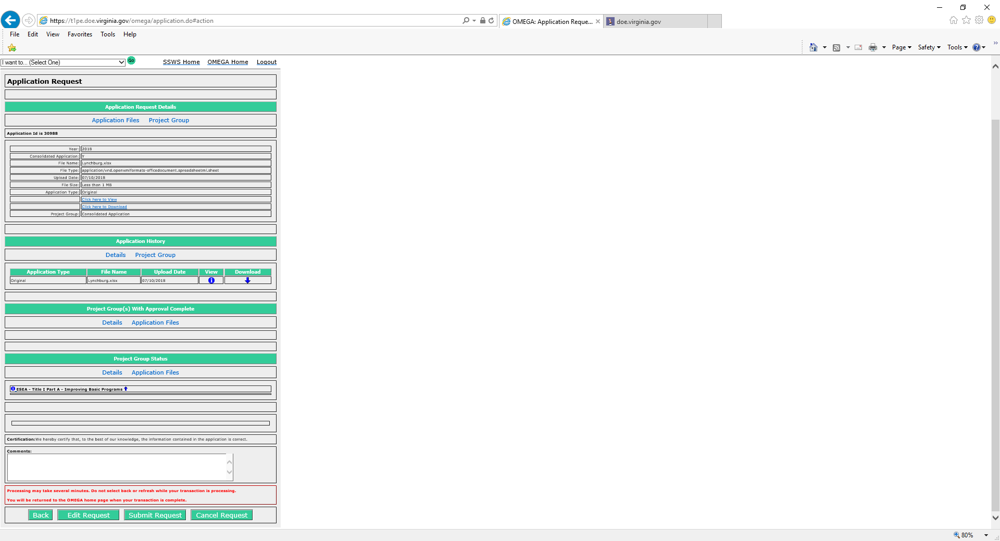 https://t1pe.doe.virginia.gov/omega/application.do#action
OMEGA: Application Reque...
doe.virginia.gov
File Edit View Favorites Tools Help
Page Safety Tools
I want to... (Select One) Go SSWS Home OMEGA Home Logout
Application Request
Application Request Details
Application Files Project Group
Application Id is 30988
Year: 2018
Consolidated Application: Y
File Name: Lynchburg.xlsx
File Type: application/vnd.openxmlformats-officedocument.spreadsheetml.sheet
Upload Date: 07/10/2018
File Size: Less than 1 MB
Application Type: Original
Click here to View
Click here to Download
Project Group: Consolidated Application
Application History
Details Project Group
Application Type File Name Upload Date View Download
Original Lynchburg.xlsx 07/10/2018
Project Group(s) With Approval Complete
Details Application Files
Project Group Status
Details Application Files
ESEA - Title I Part A - Improving Basic Programs
Certification:We hereby certify that, to the best of our knowledge, the information contained in the application is correct.
Comments:
Processing may take several minutes. Do not select back or refresh while your transaction is processing.
You will be returned to the OMEGA home page when your transaction is complete.
Back Edit Request Submit Request Cancel Request
80%